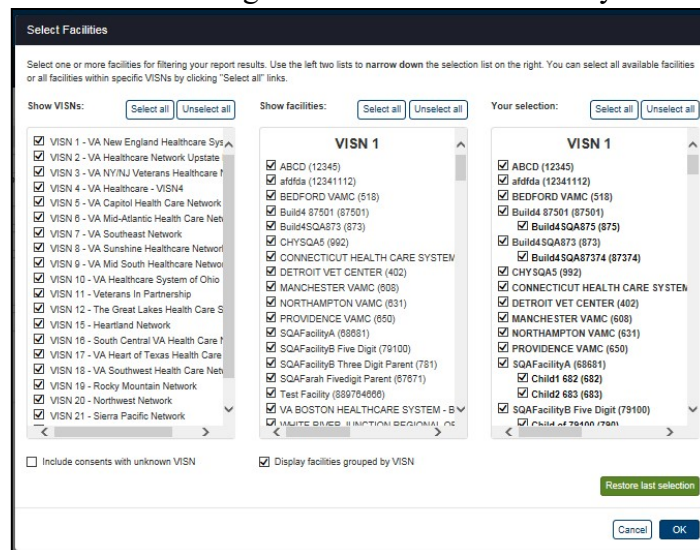 Select Facilities
Select one or more facilities for filtering your report results. Use the left two lists to narrow down the selection list on the right. You can select all available facilities
or all facilities within specific VISNs by clicking "Select all" links.
Show VISNs:
Select all
Unselect all
VISN 1 - VA New England Healthcare Sys
VISN 2 - VA Healthcare Network Upstate
VISN 3 - VA NY/NJ Veterans Healthcare
VISN 4 - VA Healthcare - VISN4
VISN 5 - VA Capitol Health Care Network
VISN 6 - VA Mid-Atlantic Health Care Netw
VISN 7 - VA Southeast Network
VISN 8 - VA Sunshine Healthcare Network
VISN 9 - VA Mid South Healthcare Networ
VISN 10 - VA Healthcare System of Ohio
VISN 11 - Veterans In Partnership
VISN 12 - The Great Lakes Health Care S
VISN 15 - Heartland Network
VISN 16 - South Central VA Health Care
VISN 17 - VA Heart of Texas Health Care
VISN 18 - VA Southwest Health Care Netw
VISN 19 - Rocky Mountain Network
VISN 20 - Northwest Network
VISN 21 - Sierra Pacific Network
Include consents with unknown VISN
Show facilities:
Select all
Unselect all
VISN 1
ABCD (12345)
afdfda (12341112)
BEDFORD VAMC (518)
Build4 87501 (87501)
Build4SQA873 (873)
CHYSQA5 (992)
CONNECTICUT HEALTH CARE SYSTEM
DETROIT VET CENTER (402)
MANCHESTER VAMC (608)
NORTHAMPTON VAMC (631)
PROVIDENCE VAMC (650)
SQAFacilityA (68681)
SQAFacilityB Five Digit (79100)
SQAFacilityB Three Digit Parent (781)
SQAFarah Fivedigit Parent (67671)
Test Facility (889764666)
VA BOSTON HEALTHCARE SYSTEM - B
WHITE RIVER JUNCTION REGIONAL OF
Display facilities grouped by VISN
Your selection:
Select all
Unselect all
VISN 1
ABCD (12345)
afdfda (12341112)
BEDFORD VAMC (518)
Build4 87501 (87501)
Build4SQA875 (875)
Build4SQA873 (873)
Build4SQA87374 (87374)
CHYSQA5 (992)
CONNECTICUT HEALTH CARE SYSTEM
DETROIT VET CENTER (402)
MANCHESTER VAMC (608)
NORTHAMPTON VAMC (631)
PROVIDENCE VAMC (650)
SQAFacilityA (68681)
Child1 682 (682)
Child2 683 (683)
SQAFacilityB Five Digit (79100)
Child of 79100 (790)
Restore last selection
Cancel
OK